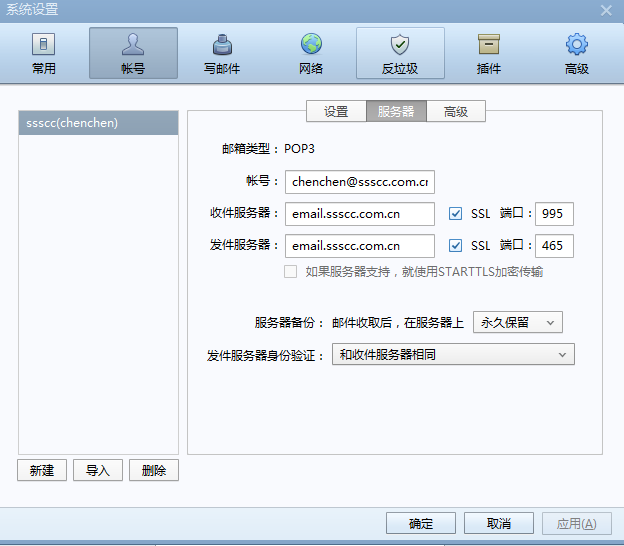 系统设置
常用 帐号 写邮件 网络 反垃圾 插件 高级
ssscc(chenchen)
设置 服务器 高级
邮箱类型： POP3
帐号： chenchen@ssscc.com.cn
收件服务器： email.ssscc.com.cn SSL 端口： 995
发件服务器： email.ssscc.com.cn SSL 端口： 465
如果服务器支持，就使用STARTTLS加密传输
服务器备份： 邮件收取后，在服务器上 永久保留
发件服务器身份验证： 和收件服务器相同
新建 导入 删除
确定 取消 应用(A)